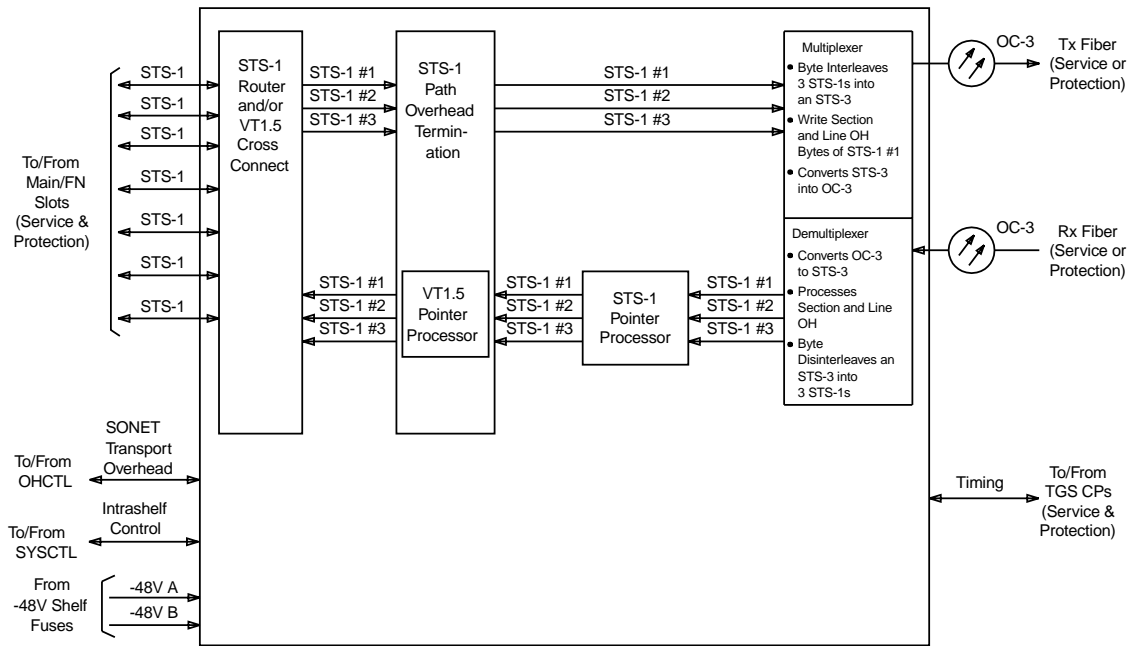 To/From
Main/FN
Slots
(Service &
Protection)
STS-1
STS-1
STS-1
STS-1
STS-1
STS-1
STS-1
STS-1
Router
and/or
VT1.5
Cross
Connect
STS-1 #1
STS-1 #2
STS-1 #3
STS-1
Path
Overhead
Termin-
ation
STS-1 #1
STS-1 #2
STS-1 #3
Multiplexer
• Byte Interleaves
3 STS-1s into
an STS-3
• Write Section
and Line OH
Bytes of STS-1 #1
• Converts STS-3
into OC-3
OC-3
Tx Fiber
(Service or
Protection)
Demultiplexer
• Converts OC-3
to STS-3
• Processes
Section and Line
OH
• Byte
Disinterleaves an
STS-3 into
3 STS-1s
OC-3
Rx Fiber
(Service or
Protection)
STS-1 #1
STS-1 #2
STS-1 #3
VT1.5
Pointer
Processor
STS-1 #1
STS-1 #2
STS-1 #3
STS-1
Pointer
Processor
STS-1 #1
STS-1 #2
STS-1 #3
To/From
OHCTL
SONET
Transport
Overhead
To/From
SYSCTL
Intrashelf
Control
From
-48V Shelf
Fuses
-48V A
-48V B
Timing
To/From
TGS CPs
(Service &
Protection)